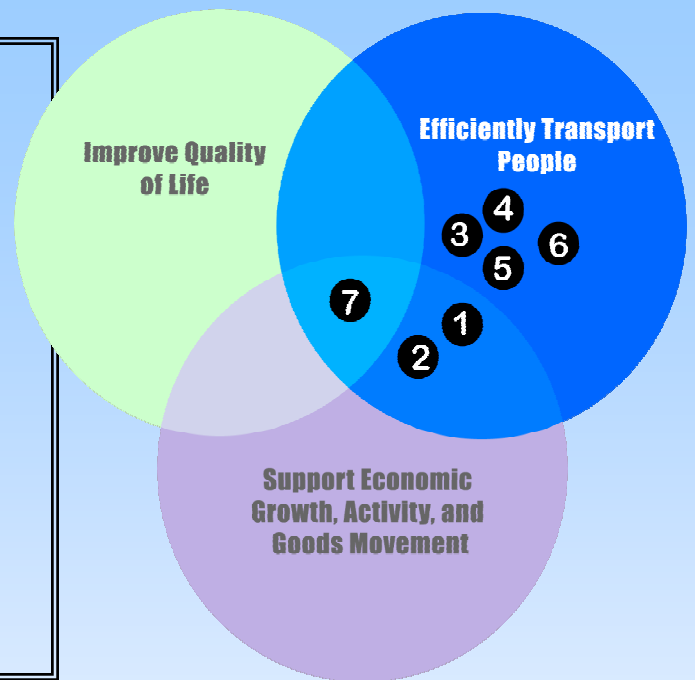 Improve Quality
of Life
Efficiently Transport
People
4
3
6
5
7
1
2
Support Economic
Growth, Activity, and
Goods Movement